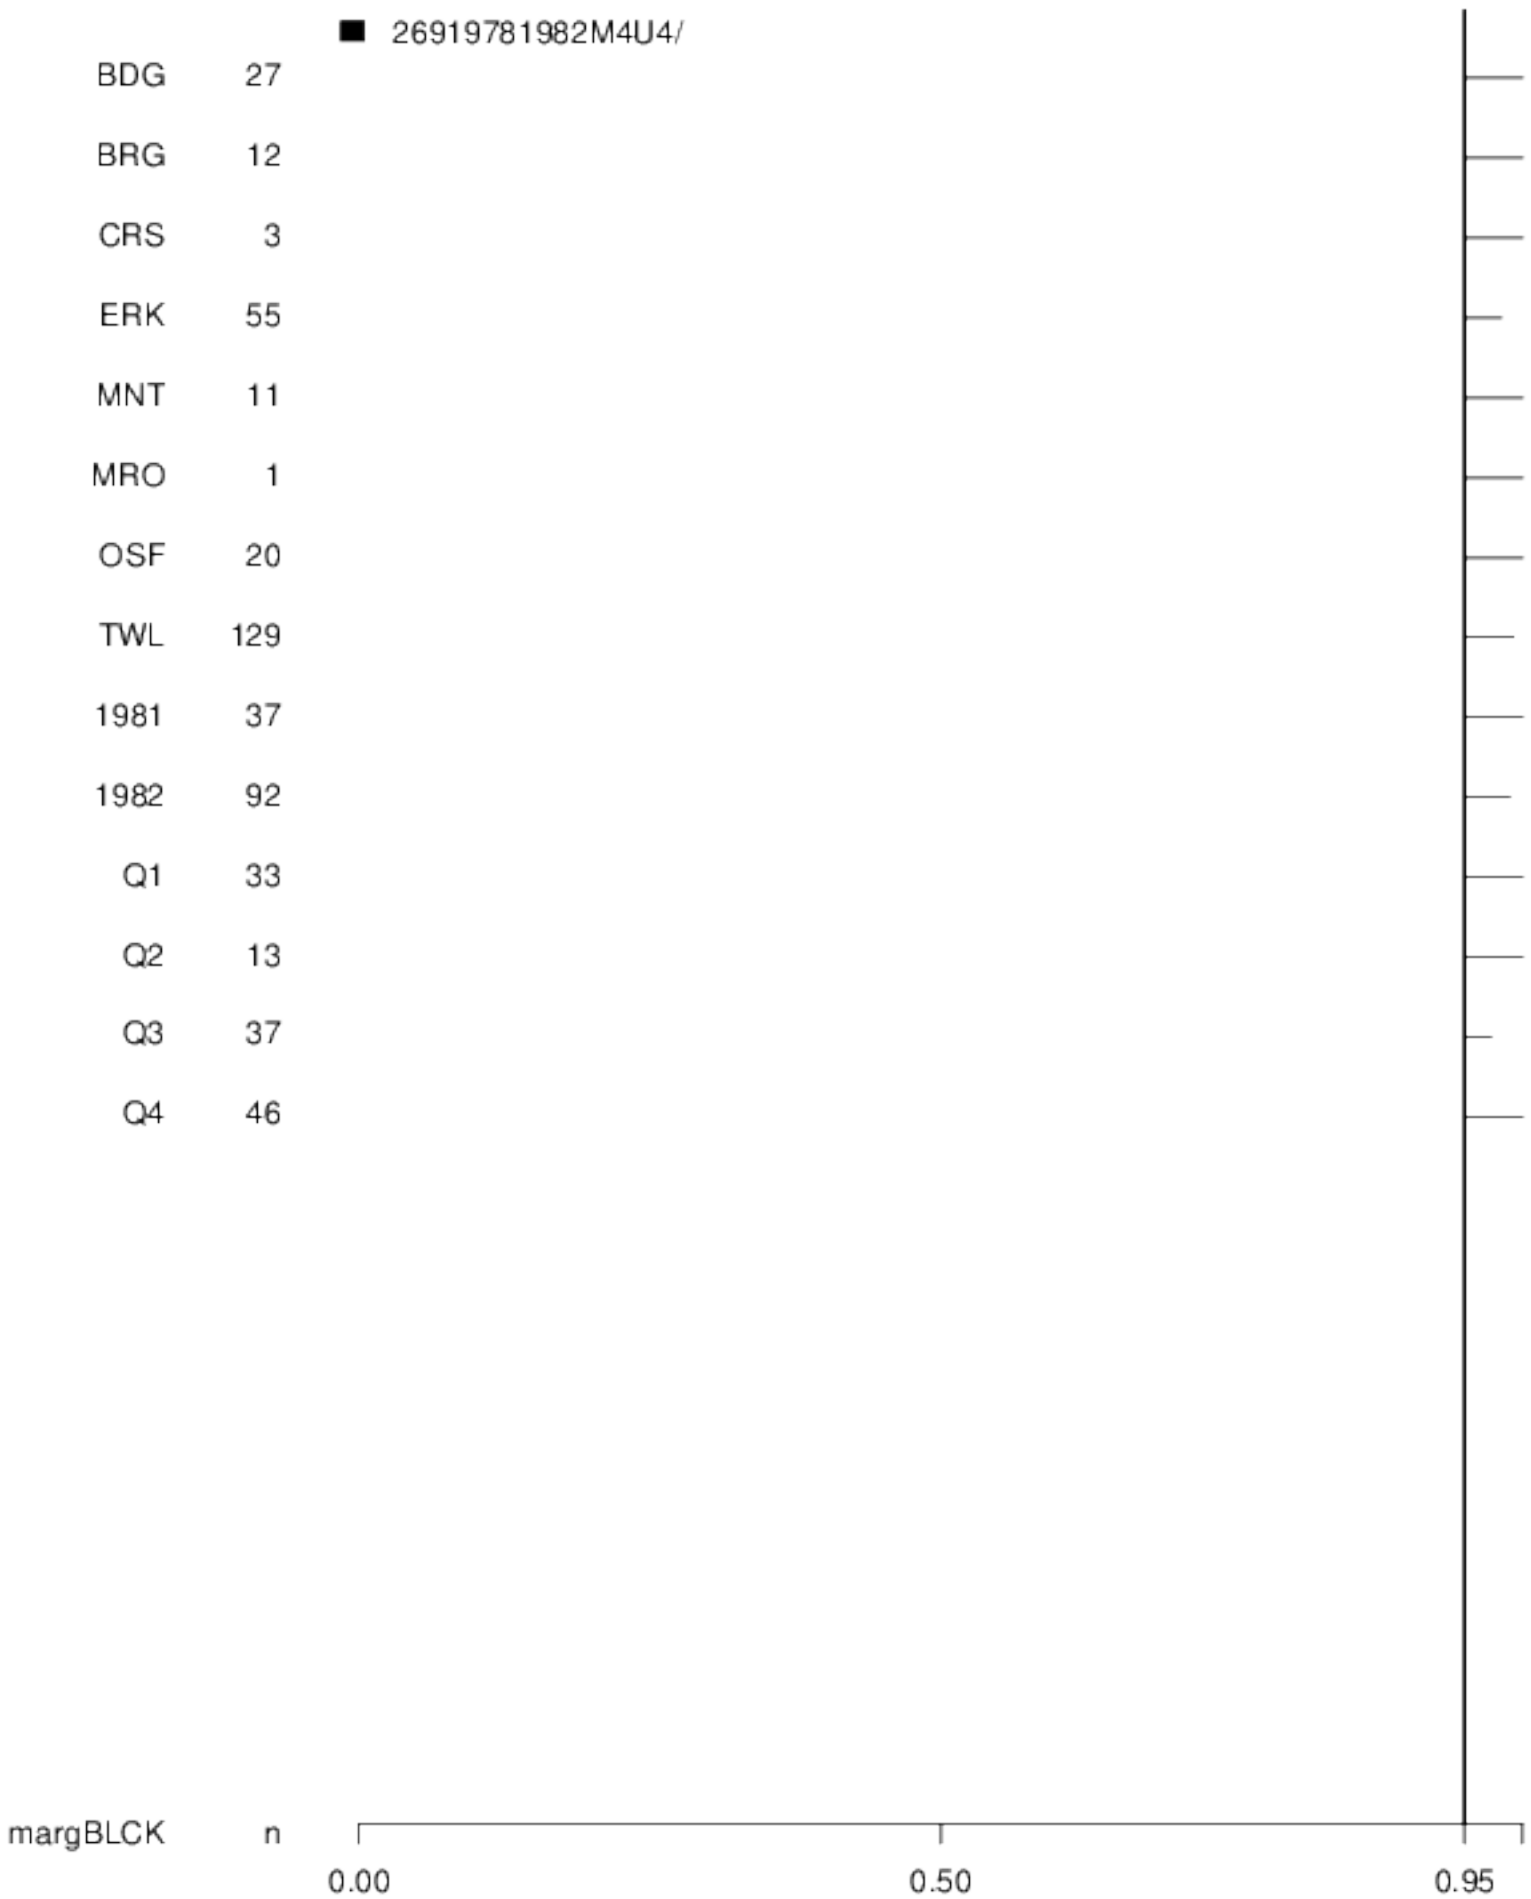 26919781982M4U4/
BDG 27
BRG 12
CRS 3
ERK 55
MNT 11
MRO 1
OSF 20
TWL 129
1981 37
1982 92
Q1 33
Q2 13
Q3 37
Q4 46
margBLCK n
0.00 0.50 0.95